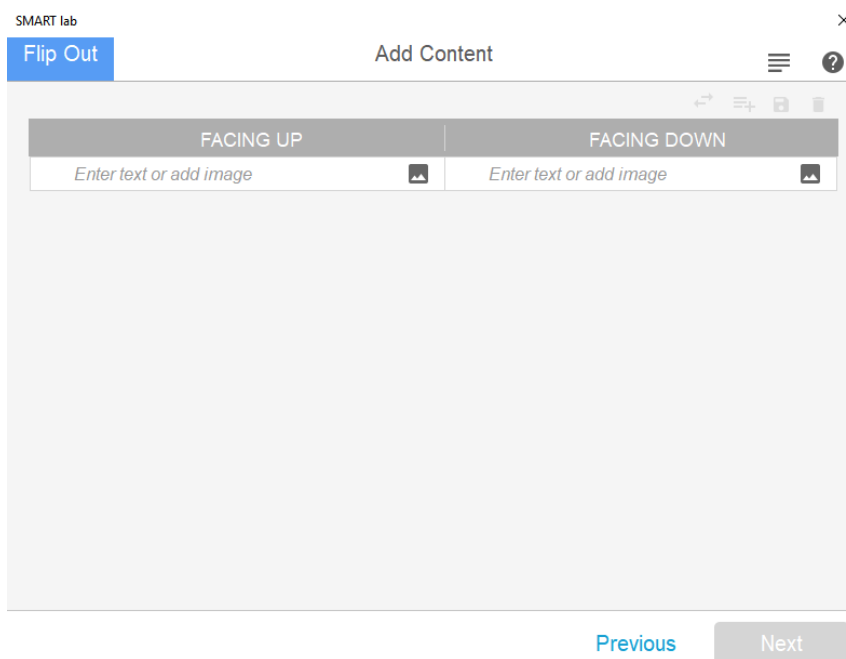 SMART lab
Flip Out Add Content
FACING UP FACING DOWN
Enter text or add image Enter text or add image
Previous Next